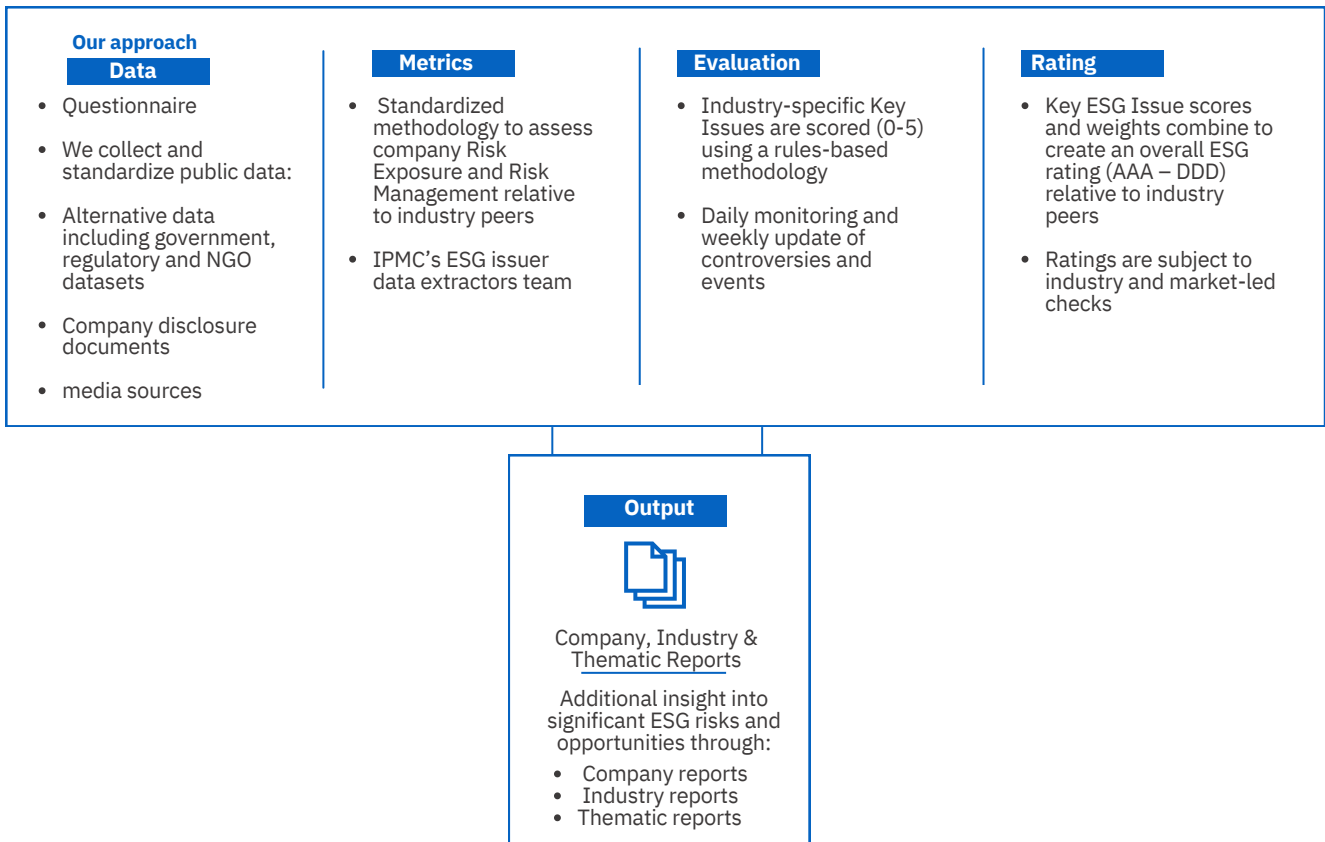 Our approach
Data
• Questionnaire
• We collect and
standardize public data:
• Alternative data
including government,
regulatory and NGO
datasets
• Company disclosure
documents
• media sources
Metrics
• Standardized
methodology to assess
company Risk
Exposure and Risk
Management relative
to industry peers
• IPMC's ESG issuer
data extractors team
Evaluation
• Industry-specific Key
Issues are scored (0-5)
using a rules-based
methodology
• Daily monitoring and
weekly update of
controversies and
events
Rating
• Key ESG Issue scores
and weights combine to
create an overall ESG
rating (AAA – DDD)
relative to industry
peers
• Ratings are subject to
industry and market-led
checks
Output
Company, Industry &
Thematic Reports
Additional insight into
significant ESG risks and
opportunities through:
• Company reports
• Industry reports
• Thematic reports